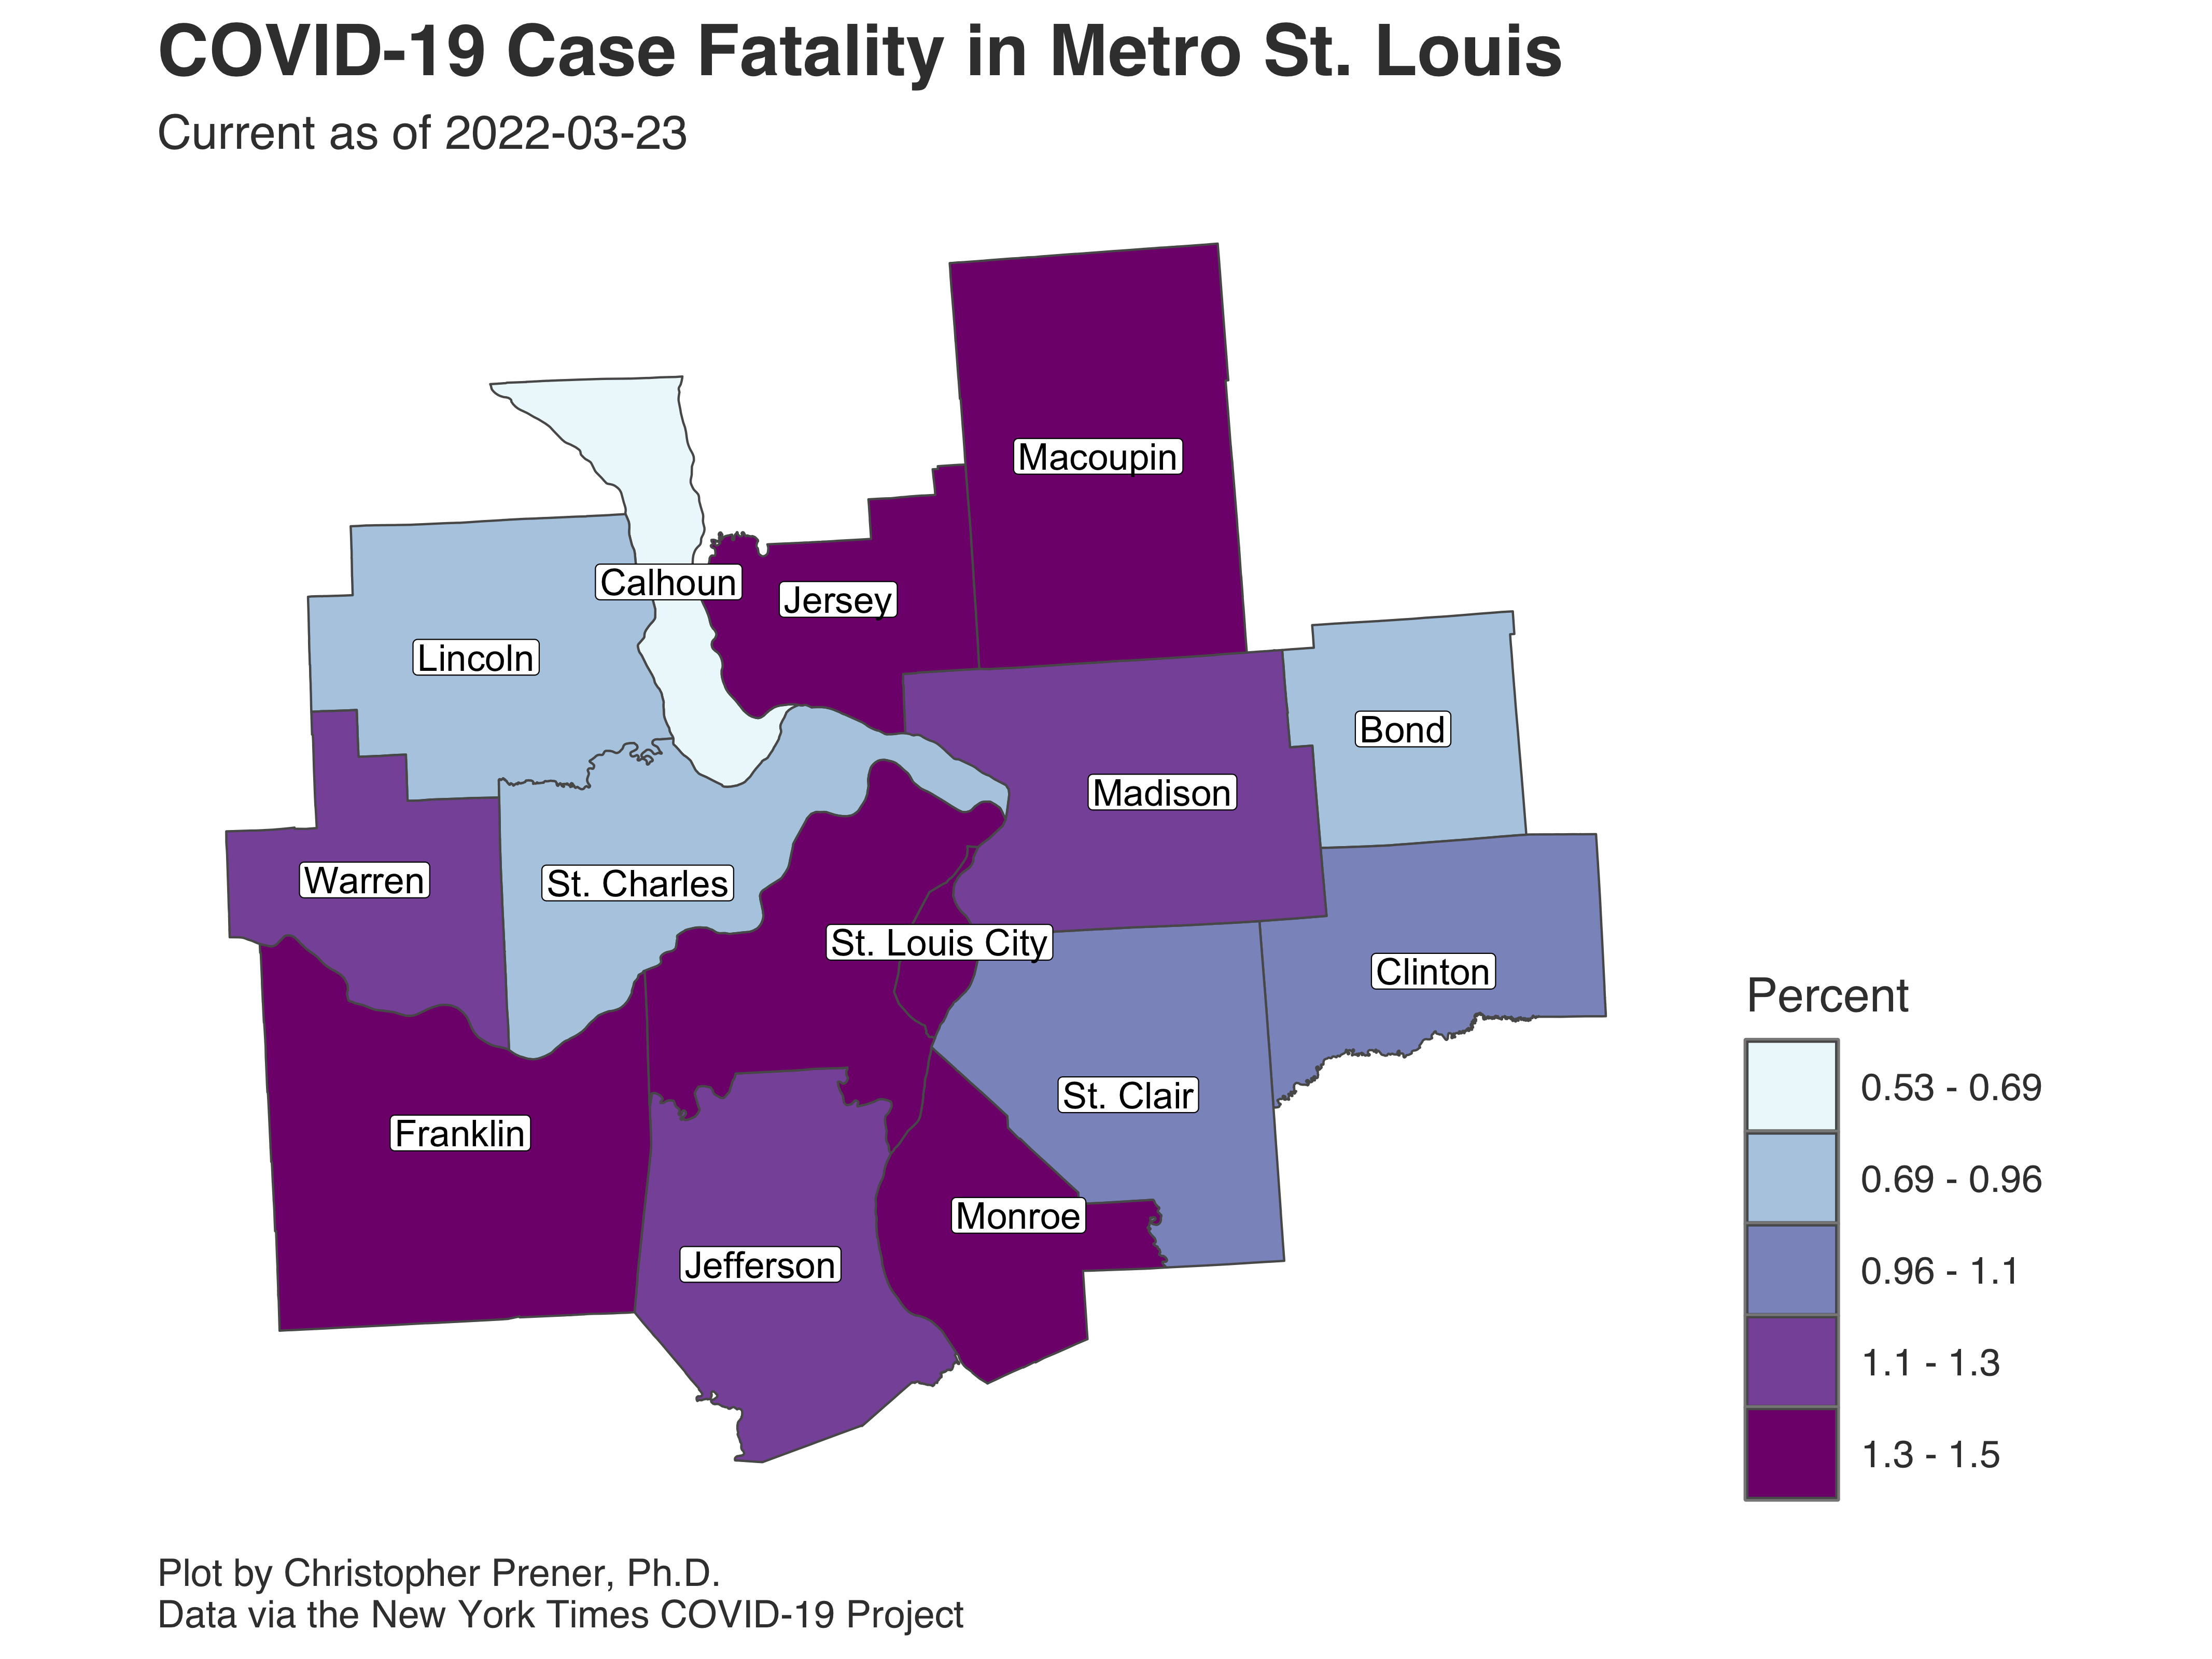 COVID-19 Case Fatality in Metro St. Louis
Current as of 2022-03-23
Macoupin
Calhoun
Jersey
Lincoln
Bond
Madison
Warren
St. Charles
St. Louis City
Clinton
St. Clair
Franklin
Monroe
Jefferson
Percent
0.53 - 0.69
0.69 - 0.96
0.96 - 1.1
1.1 - 1.3
1.3 - 1.5
Plot by Christopher Prener, Ph.D.
Data via the New York Times COVID-19 Project